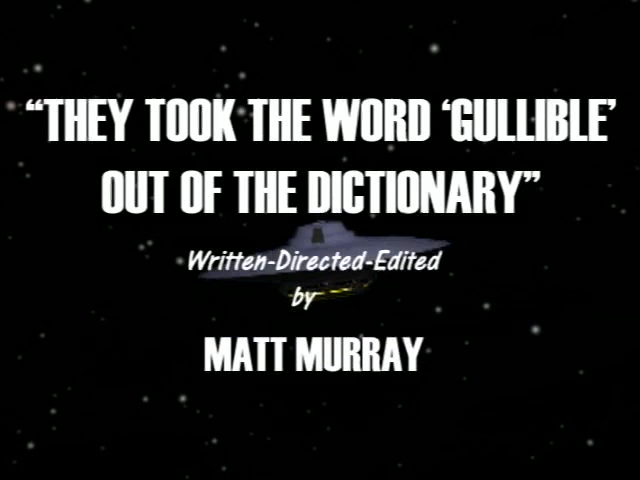 “THEY TOOK THE WORD ‘GULLIBLE’
OUT OF THE DICTIONARY”
Written-Directed-Edited
by
MATT MURRAY